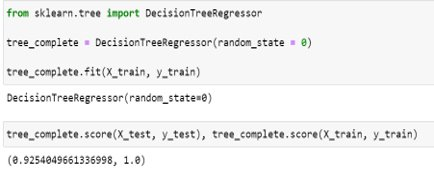 from sklearn.tree import DecisionTreeRegressor
tree_complete = DecisionTreeRegressor(random_state = 0)
tree_complete.fit(X_train, y_train)
DecisionTreeRegressor(random_state=0)
tree_complete.score(X_test, y_test), tree_complete.score(X_train, y_train)
(0.9254049661336998, 1.0)